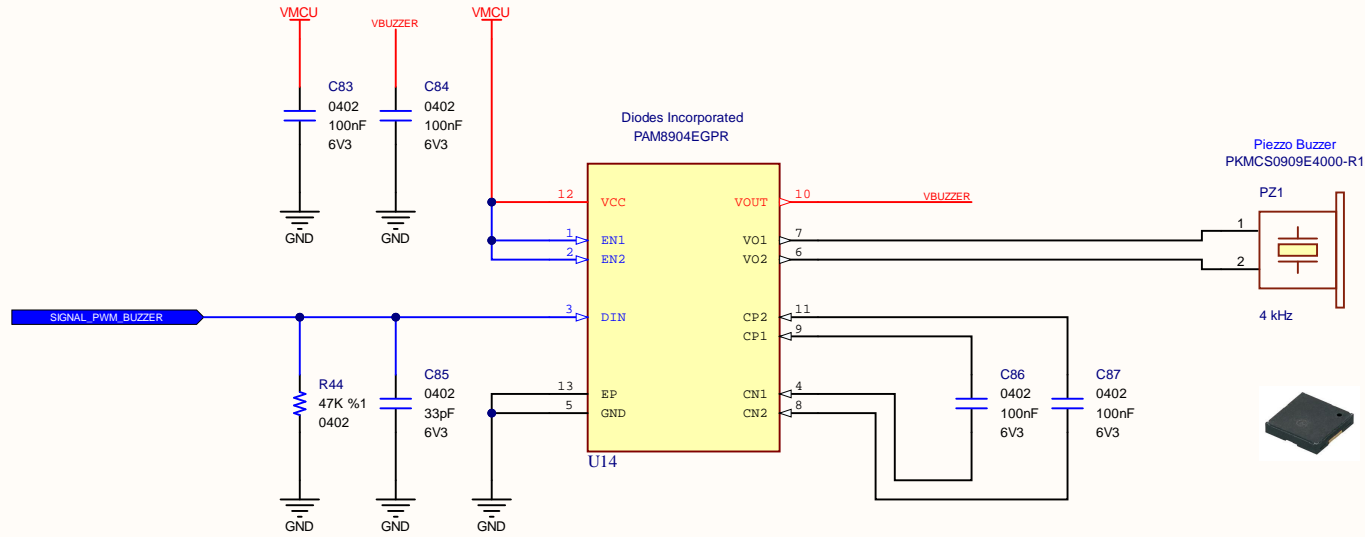 VMCU
VBUZZER
VMCU
C83
0402
100nF
6V3
GND
C84
0402
100nF
6V3
GND
Diodes Incorporated
PAM8904EGPR
12
VCC
1
EN1
2
EN2
3
DIN
13
EP
5
GND
VOUT
10
VBUZZER
VO1
7
VO2
6
CP2
11
CP1
9
CN1
4
CN2
8
U14
SIGNAL_PWM_BUZZER
R44
47K %1
0402
GND
C85
0402
33pF
6V3
GND
GND
C86
0402
100nF
6V3
C87
0402
100nF
6V3
Piezzo Buzzer
PKMCS0909E4000-R1
PZ1
1
2
4 kHz